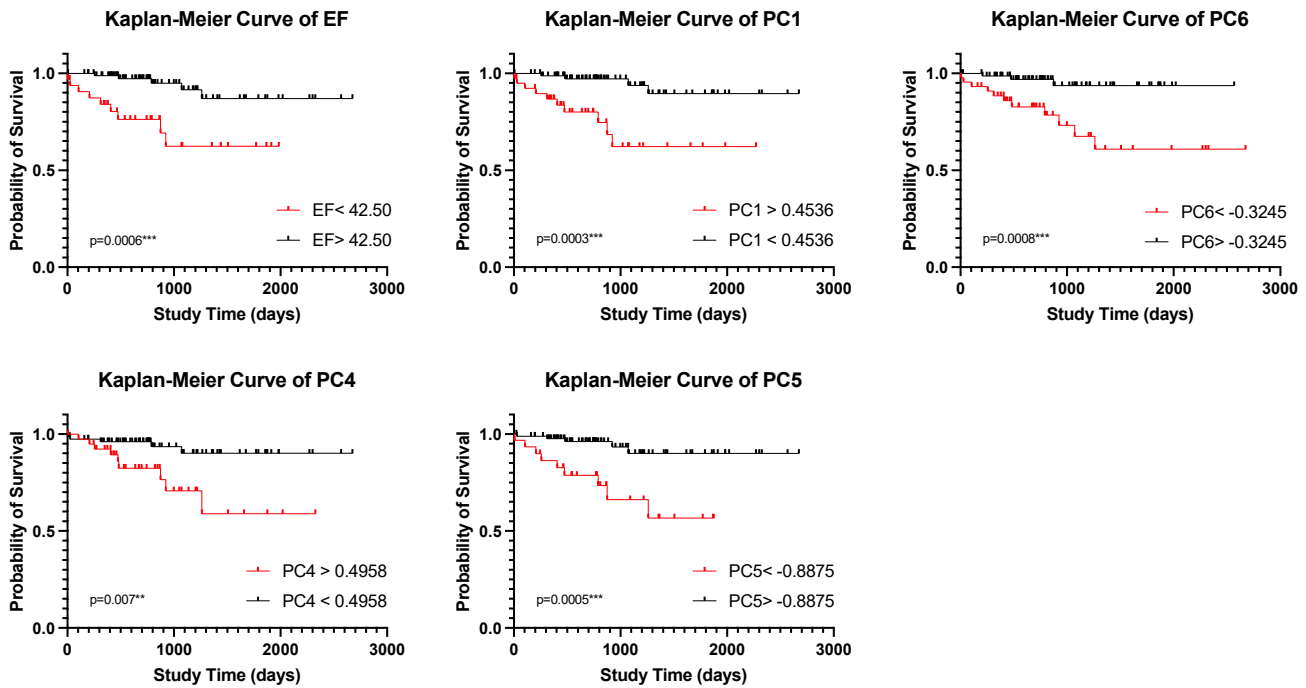 Kaplan-Meier Curve of EF
Probability of Survival
1.0
0.5
0.0
EF< 42.50
EF> 42.50
p=0.0006***
0 1000 2000 3000
Study Time (days)
Kaplan-Meier Curve of PC1
Probability of Survival
1.0
0.5
0.0
PC1 > 0.4536
PC1 < 0.4536
p=0.0003***
0 1000 2000 3000
Study Time (days)
Kaplan-Meier Curve of PC6
Probability of Survival
1.0
0.5
0.0
PC6< -0.3245
PC6> -0.3245
p=0.0008***
0 1000 2000 3000
Study Time (days)
Kaplan-Meier Curve of PC4
Probability of Survival
1.0
0.5
0.0
PC4 > 0.4958
PC4 < 0.4958
p=0.007**
0 1000 2000 3000
Study Time (days)
Kaplan-Meier Curve of PC5
Probability of Survival
1.0
0.5
0.0
PC5< -0.8875
PC5> -0.8875
p=0.0005***
0 1000 2000 3000
Study Time (days)